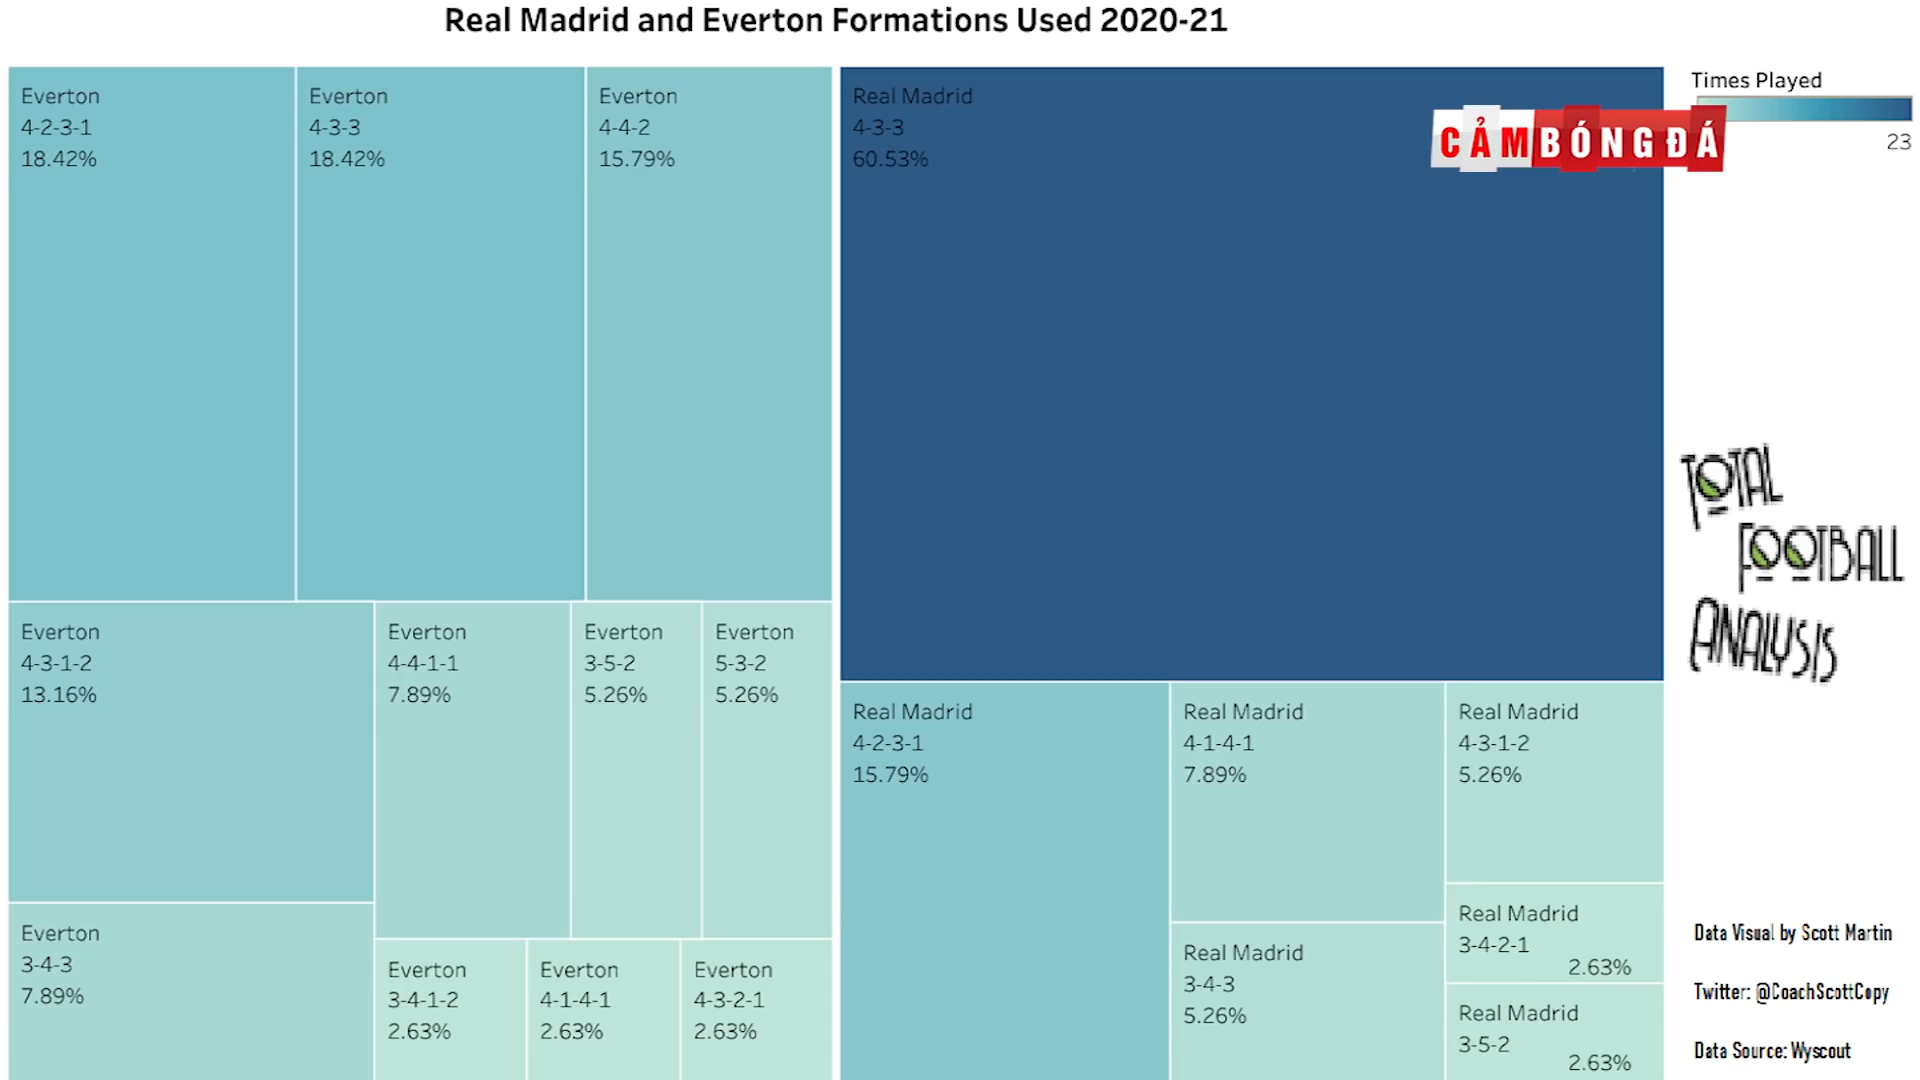 Real Madrid and Everton Formations Used 2020-21
Everton
4-2-3-1
18.42%
Everton
4-3-3
18.42%
Everton
4-4-2
15.79%
Everton
4-3-1-2
13.16%
Everton
4-4-1-1
7.89%
Everton
3-5-2
5.26%
Everton
5-3-2
5.26%
Everton
3-4-3
7.89%
Everton
3-4-1-2
2.63%
Everton
4-1-4-1
2.63%
Everton
4-3-2-1
2.63%
Real Madrid
4-3-3
60.53%
Real Madrid
4-2-3-1
15.79%
Real Madrid
4-1-4-1
7.89%
Real Madrid
4-3-1-2
5.26%
Real Madrid
3-4-3
5.26%
Real Madrid
3-4-2-1
2.63%
Real Madrid
3-5-2
2.63%
Times Played
23
CẢM BÓNG ĐÁ
TOTAL
FOOTBALL
ANALYSIS
Data Visual by Scott Martin
Twitter: @CoachScottCopy
Data Source: Wyscout